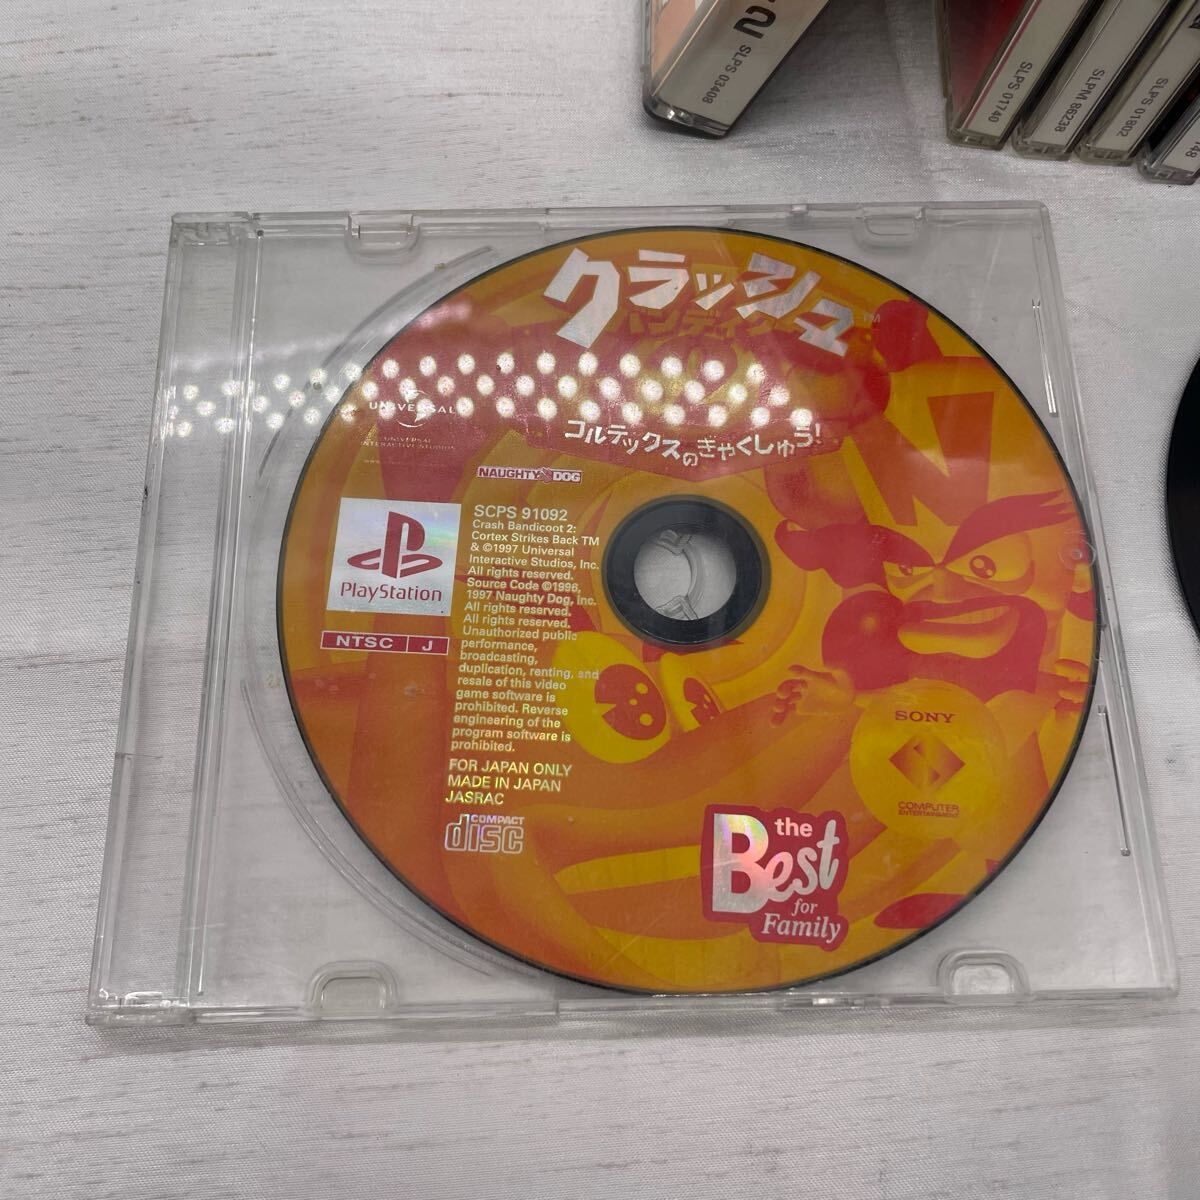 2
SLPS 03408
SLPS 01740
SLPM 86238
SLPS 01802
クラッシュ
TM
バンディクー
コルテックスのぎゃくしゅう!
UNIVERSAL
UNIVERSAL
INTERACTIVE STUDIOS
NAUGHTY DOG
PlayStation
NTSC J
SCPS 91092
Crash Bandicoot 2:
Cortex Strikes Back TM
& ©1997 Universal
Interactive Studios, Inc.
All rights reserved.
Source Code ©1996,
1997 Naughty Dog, Inc.
All rights reserved.
All rights reserved.
Unauthorized public
performance,
broadcasting,
duplication, renting, and
resale of this video
game software is
prohibited. Reverse
engineering of the
program software is
prohibited.
FOR JAPAN ONLY
MADE IN JAPAN
JASRAC
COMPACT
disc
N
SONY
COMPUTER
ENTERTAINMENT
the
Best
for
Family